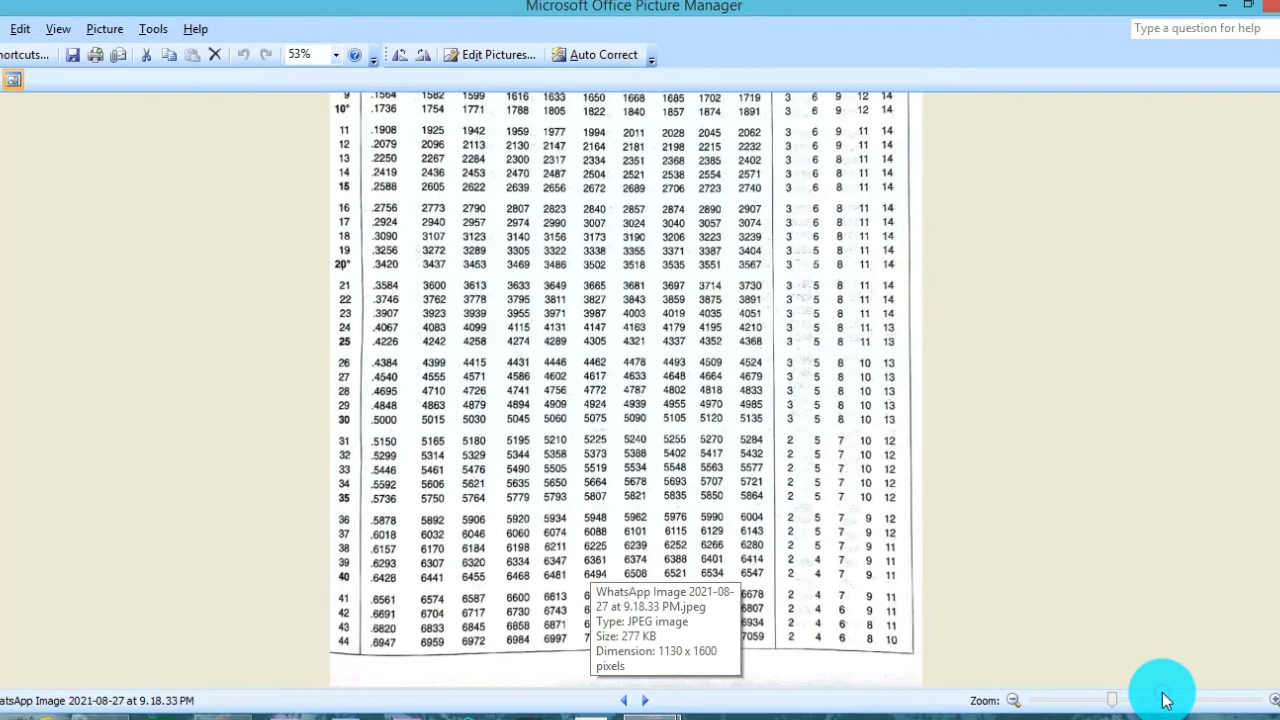 Microsoft Office Picture Manager
Edit View Picture Tools Help
Type a question for help
hortcuts... 53% Edit Pictures... Auto Correct
9 .1564 1582 1599 1616 1633 1650 1668 1685 1702 1719 3 6 9 12 14
10° .1736 1754 1771 1788 1805 1822 1840 1857 1874 1891 3 6 9 12 14
11 .1908 1925 1942 1959 1977 1994 2011 2028 2045 2062 3 6 9 11 14
12 .2079 2096 2113 2130 2147 2164 2181 2198 2215 2232 3 6 9 11 14
13 .2250 2267 2284 2300 2317 2334 2351 2368 2385 2402 3 6 8 11 14
14 .2419 2436 2453 2470 2487 2504 2521 2538 2554 2571 3 6 8 11 14
15 .2588 2605 2622 2639 2656 2672 2689 2706 2723 2740 3 6 8 11 14
16 .2756 2773 2790 2807 2823 2840 2857 2874 2890 2907 3 6 8 11 14
17 .2924 2940 2957 2974 2990 3007 3024 3040 3057 3074 3 6 8 11 14
18 .3090 3107 3123 3140 3156 3173 3190 3206 3223 3239 3 6 8 11 14
19 .3256 3272 3289 3305 3322 3338 3355 3371 3387 3404 3 5 8 11 14
20° .3420 3437 3453 3469 3486 3502 3518 3535 3551 3567 3 5 8 11 14
21 .3584 3600 3613 3633 3649 3665 3681 3697 3714 3730 3 5 8 11 14
22 .3746 3762 3778 3795 3811 3827 3843 3859 3875 3891 3 5 8 11 14
23 .3907 3923 3939 3955 3971 3987 4003 4019 4035 4051 3 5 8 11 14
24 .4067 4083 4099 4115 4131 4147 4163 4179 4195 4210 3 5 8 11 13
25 .4226 4242 4258 4274 4289 4305 4321 4337 4352 4368 3 5 8 11 13
26 .4384 4399 4415 4431 4446 4462 4478 4493 4509 4524 3 5 8 10 13
27 .4540 4555 4571 4586 4602 4617 4633 4648 4664 4679 3 5 8 10 13
28 .4695 4710 4726 4741 4756 4772 4787 4802 4818 4833 3 5 8 10 13
29 .4848 4863 4879 4894 4909 4924 4939 4955 4970 4985 3 5 8 10 13
30 .5000 5015 5030 5045 5060 5075 5090 5105 5120 5135 3 5 8 10 13
31 .5150 5165 5180 5195 5210 5225 5240 5255 5270 5284 2 5 7 10 12
32 .5299 5314 5329 5344 5358 5373 5388 5402 5417 5432 2 5 7 10 12
33 .5446 5461 5476 5490 5505 5519 5534 5548 5563 5577 2 5 7 10 12
34 .5592 5606 5621 5635 5650 5664 5678 5693 5707 5721 2 5 7 10 12
35 .5736 5750 5764 5779 5793 5807 5821 5835 5850 5864 2 5 7 10 12
36 .5878 5892 5906 5920 5934 5948 5962 5976 5990 6004 2 5 7 9 12
37 .6018 6032 6046 6060 6074 6088 6101 6115 6129 6143 2 5 7 9 12
38 .6157 6170 6184 6198 6211 6225 6239 6252 6266 6280 2 5 7 9 11
39 .6293 6307 6320 6334 6347 6361 6374 6388 6401 6414 2 4 7 9 11
40 .6428 6441 6455 6468 6481 6494 6508 6521 6534 6547 2 4 7 9 11
41 .6561 6574 6587 6600 6613 6678 2 4 7 9 11
42 .6691 6704 6717 6730 6743 6807 2 4 6 9 11
43 .6820 6833 6845 6858 6871 6934 2 4 6 8 11
44 .6947 6959 6972 6984 6997 7059 2 4 6 8 10
WhatsApp Image 2021-08-
27 at 9.18.33 PM.jpeg
Type: JPEG image
Size: 277 KB
Dimension: 1130 x 1600
pixels
atsApp Image 2021-08-27 at 9.18.33 PM Zoom: